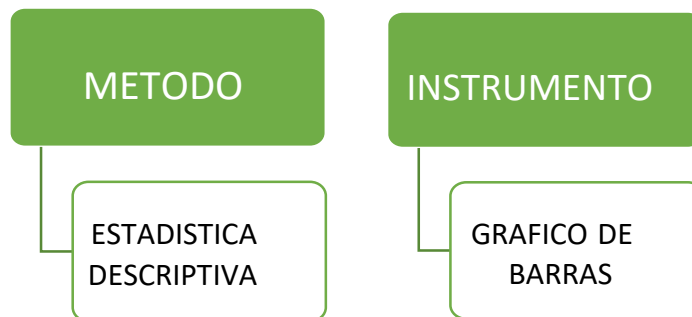 METODO
ESTADISTICA
DESCRIPTIVA
INSTRUMENTO
GRAFICO DE
BARRAS